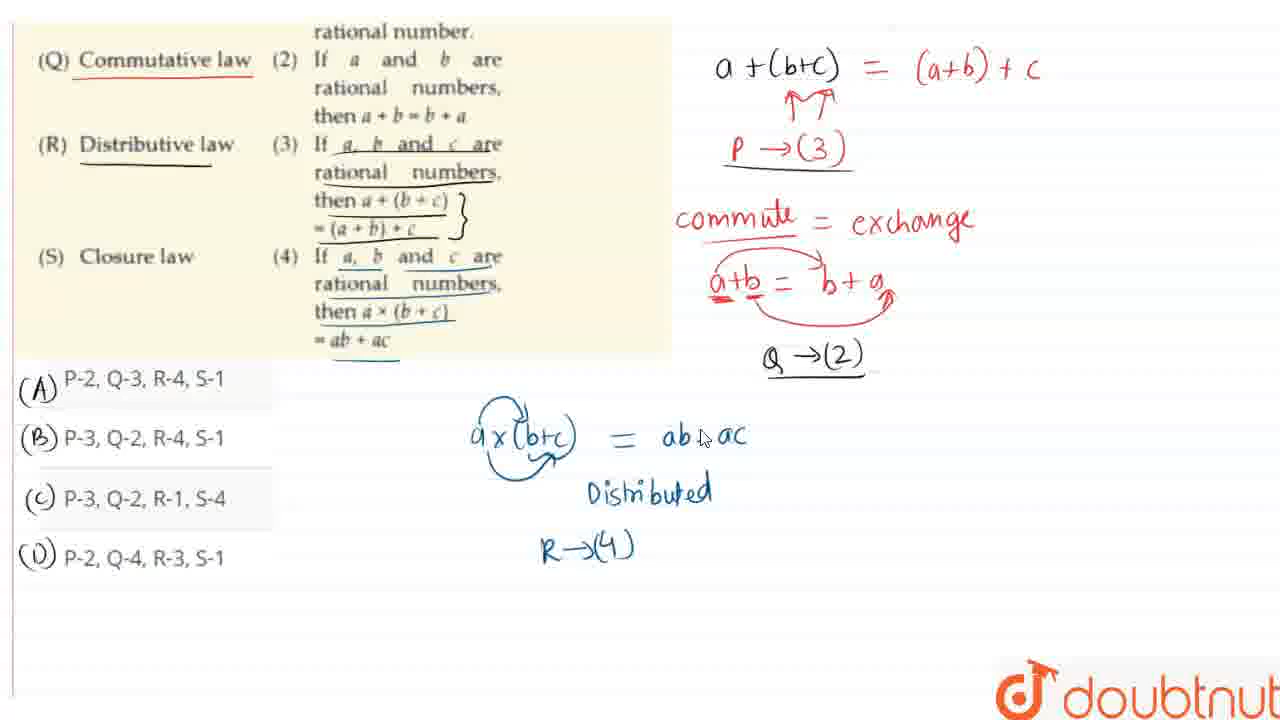 rational number.
(Q) Commutative law (2) If a and b are
rational numbers,
then a + b = b + a
(R) Distributive law (3) If a, b and c are
rational numbers,
then a + (b + c)
= (a + b) + c
(S) Closure law (4) If a, b and c are
rational numbers,
then a × (b + c)
= ab + ac
(A) P-2, Q-3, R-4, S-1
(B) P-3, Q-2, R-4, S-1
(C) P-3, Q-2, R-1, S-4
(D) P-2, Q-4, R-3, S-1
a + (b+c) = (a+b) + c
P → (3)
commute = exchange
a+b = b+a
Q → (2)
a × (b+c) = ab + ac
Distributed
R → (4)
doubtnut